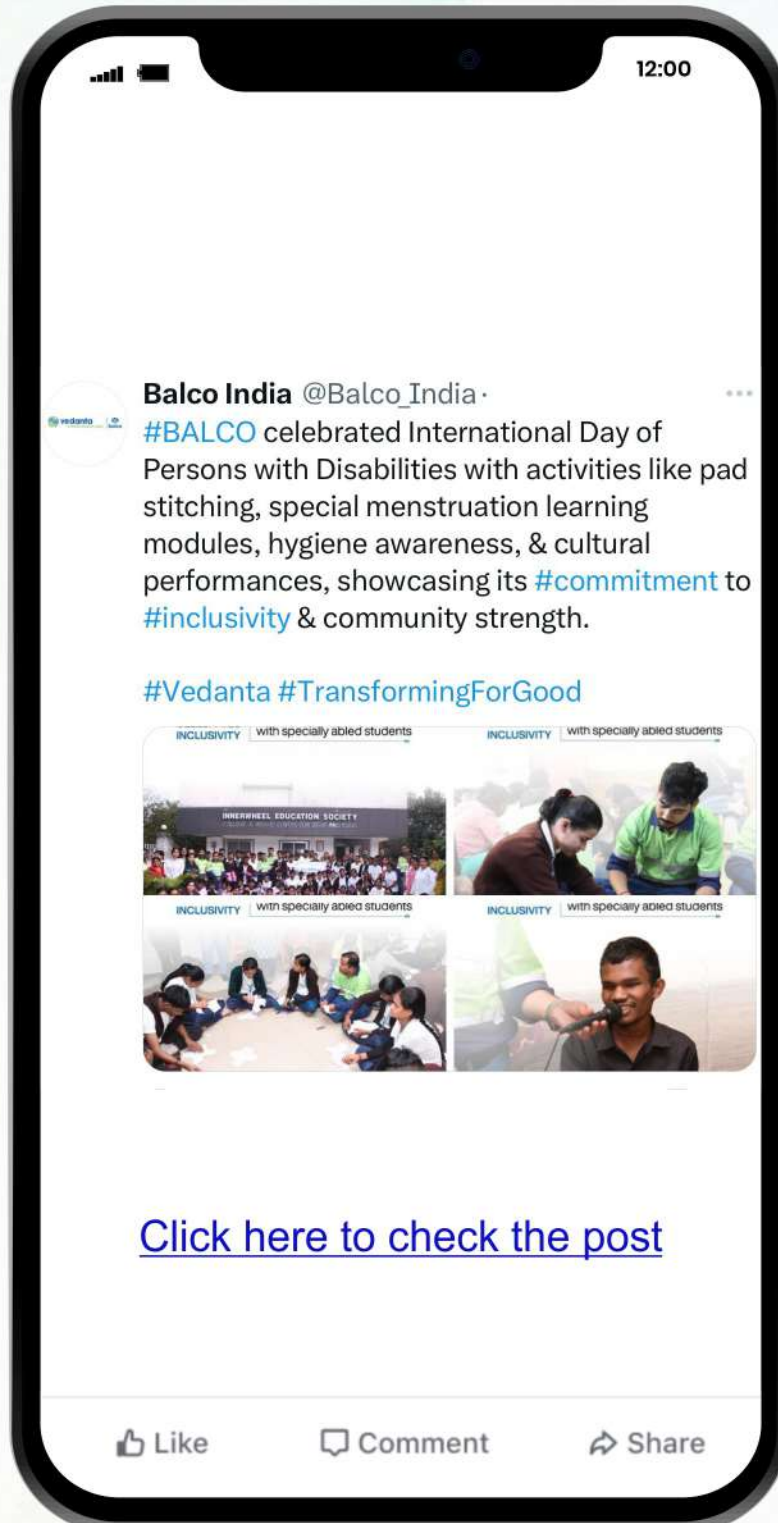 12:00
Balco India @Balco_India ·
#BALCO celebrated International Day of
Persons with Disabilities with activities like pad
stitching, special menstruation learning
modules, hygiene awareness, & cultural
performances, showcasing its #commitment to
#inclusivity & community strength.
#Vedanta #TransformingForGood
vedanta
INCLUSIVITY with specially abled students
INCLUSIVITY with specially abled students
INNERWHEEL EDUCATION SOCIETY
INCLUSIVITY with specially abled students
INCLUSIVITY with specially abled students
Click here to check the post
Like Comment Share